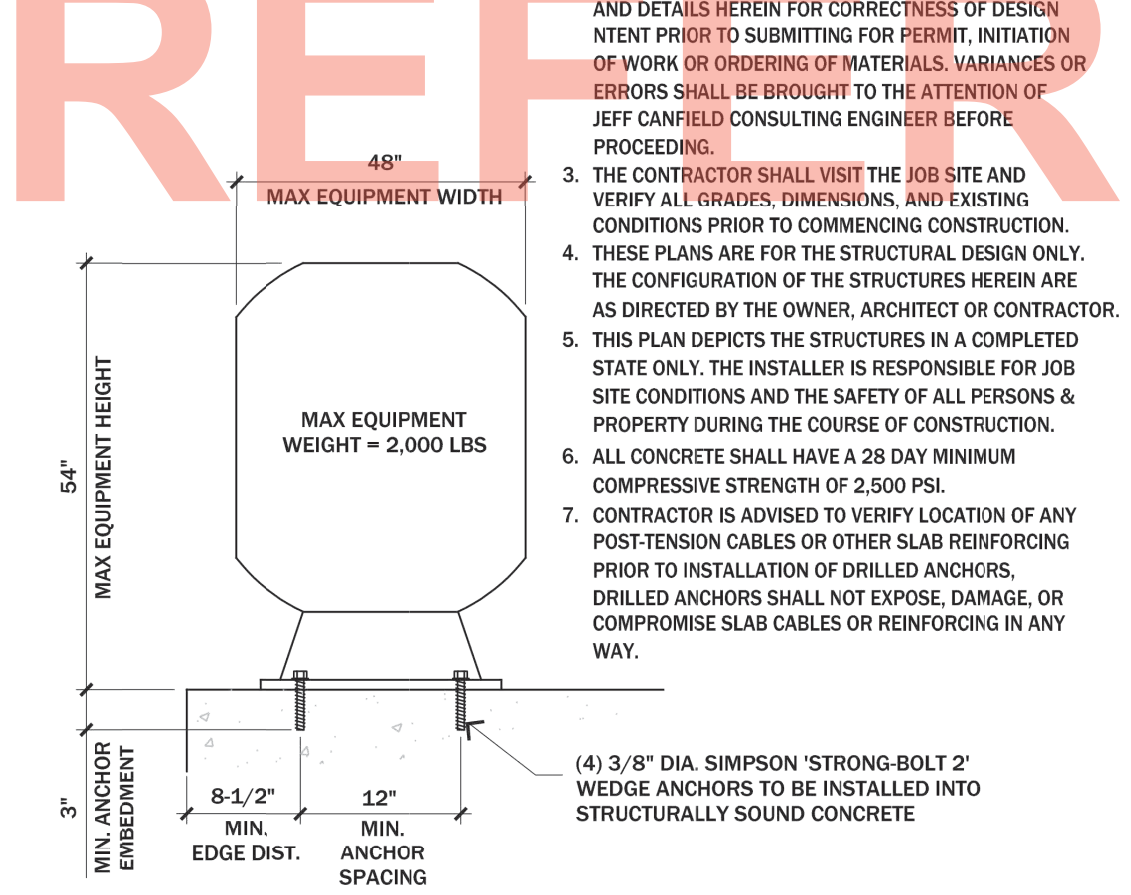 REFER
AND DETAILS HEREIN FOR CORRECTNESS OF DESIGN
NTENT PRIOR TO SUBMITTING FOR PERMIT, INITIATION
OF WORK OR ORDERING OF MATERIALS. VARIANCES OR
ERRORS SHALL BE BROUGHT TO THE ATTENTION OF
JEFF CANFIELD CONSULTING ENGINEER BEFORE
PROCEEDING.
3. THE CONTRACTOR SHALL VISIT THE JOB SITE AND
VERIFY ALL GRADES, DIMENSIONS, AND EXISTING
CONDITIONS PRIOR TO COMMENCING CONSTRUCTION.
4. THESE PLANS ARE FOR THE STRUCTURAL DESIGN ONLY.
THE CONFIGURATION OF THE STRUCTURES HEREIN ARE
AS DIRECTED BY THE OWNER, ARCHITECT OR CONTRACTOR.
5. THIS PLAN DEPICTS THE STRUCTURES IN A COMPLETED
STATE ONLY. THE INSTALLER IS RESPONSIBLE FOR JOB
SITE CONDITIONS AND THE SAFETY OF ALL PERSONS &
PROPERTY DURING THE COURSE OF CONSTRUCTION.
6. ALL CONCRETE SHALL HAVE A 28 DAY MINIMUM
COMPRESSIVE STRENGTH OF 2,500 PSI.
7. CONTRACTOR IS ADVISED TO VERIFY LOCATION OF ANY
POST-TENSION CABLES OR OTHER SLAB REINFORCING
PRIOR TO INSTALLATION OF DRILLED ANCHORS,
DRILLED ANCHORS SHALL NOT EXPOSE, DAMAGE, OR
COMPROMISE SLAB CABLES OR REINFORCING IN ANY
WAY.
48"
MAX EQUIPMENT WIDTH
54"
MAX EQUIPMENT HEIGHT
MAX EQUIPMENT
WEIGHT = 2,000 LBS
3"
MIN. ANCHOR
EMBEDMENT
8-1/2"
MIN.
EDGE DIST.
12"
MIN.
ANCHOR
SPACING
(4) 3/8" DIA. SIMPSON 'STRONG-BOLT 2'
WEDGE ANCHORS TO BE INSTALLED INTO
STRUCTURALLY SOUND CONCRETE